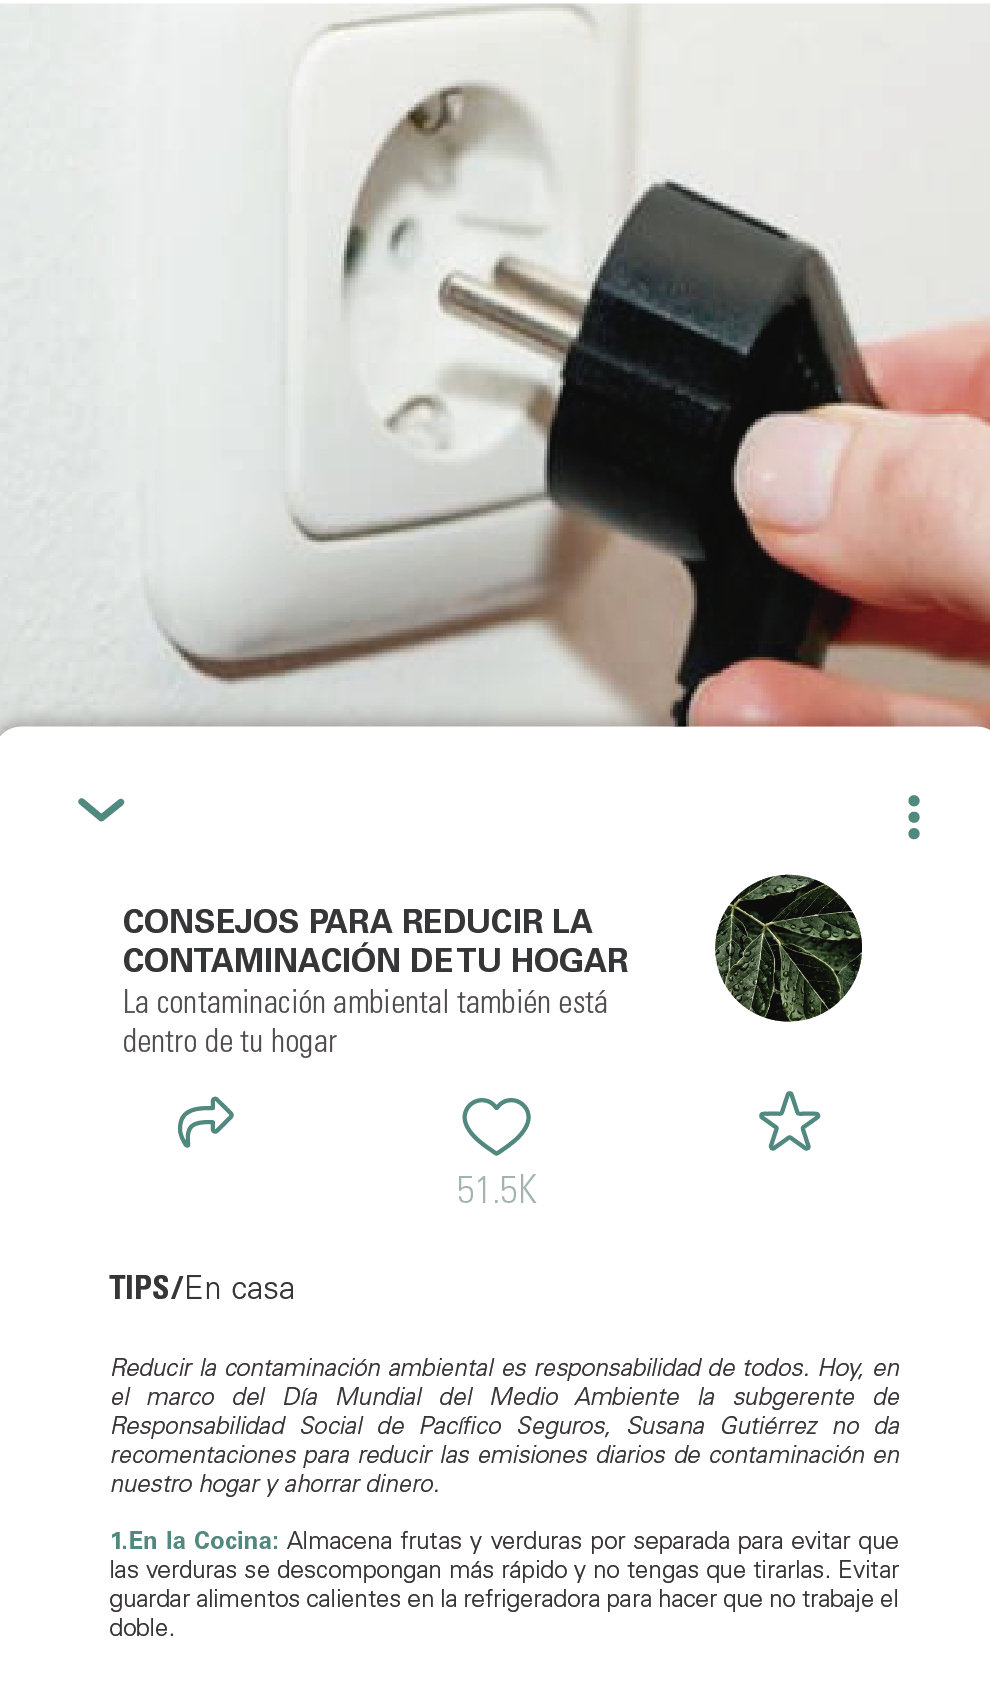 CONSEJOS PARA REDUCIR LA
CONTAMINACIÓN DE TU HOGAR
La contaminación ambiental también está
dentro de tu hogar
51.5K
TIPS/En casa
Reducir la contaminación ambiental es responsabilidad de todos. Hoy, en
el marco del Día Mundial del Medio Ambiente la subgerente de
Responsabilidad Social de Pacífico Seguros, Susana Gutiérrez no da
recomentaciones para reducir las emisiones diarios de contaminación en
nuestro hogar y ahorrar dinero.
1.En la Cocina: Almacena frutas y verduras por separada para evitar que
las verduras se descompongan más rápido y no tengas que tirarlas. Evitar
guardar alimentos calientes en la refrigeradora para hacer que no trabaje el
doble.